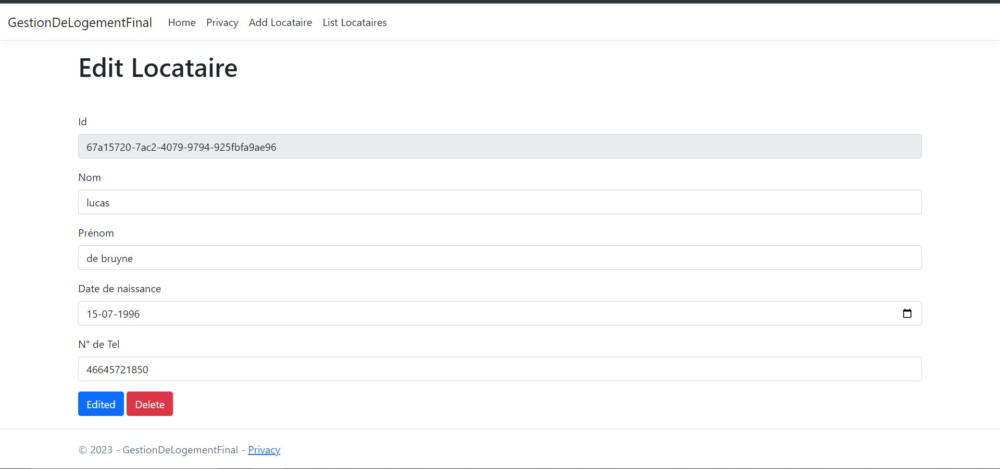 GestionDeLogementFinal Home Privacy Add Locataire List Locataires
Edit Locataire
Id
67a15720-7ac2-4079-9794-925fbfa9ae96
Nom
lucas
Prénom
de bruyne
Date de naissance
15-07-1996
N° de Tel
46645721850
Edited Delete
© 2023 - GestionDeLogementFinal - Privacy